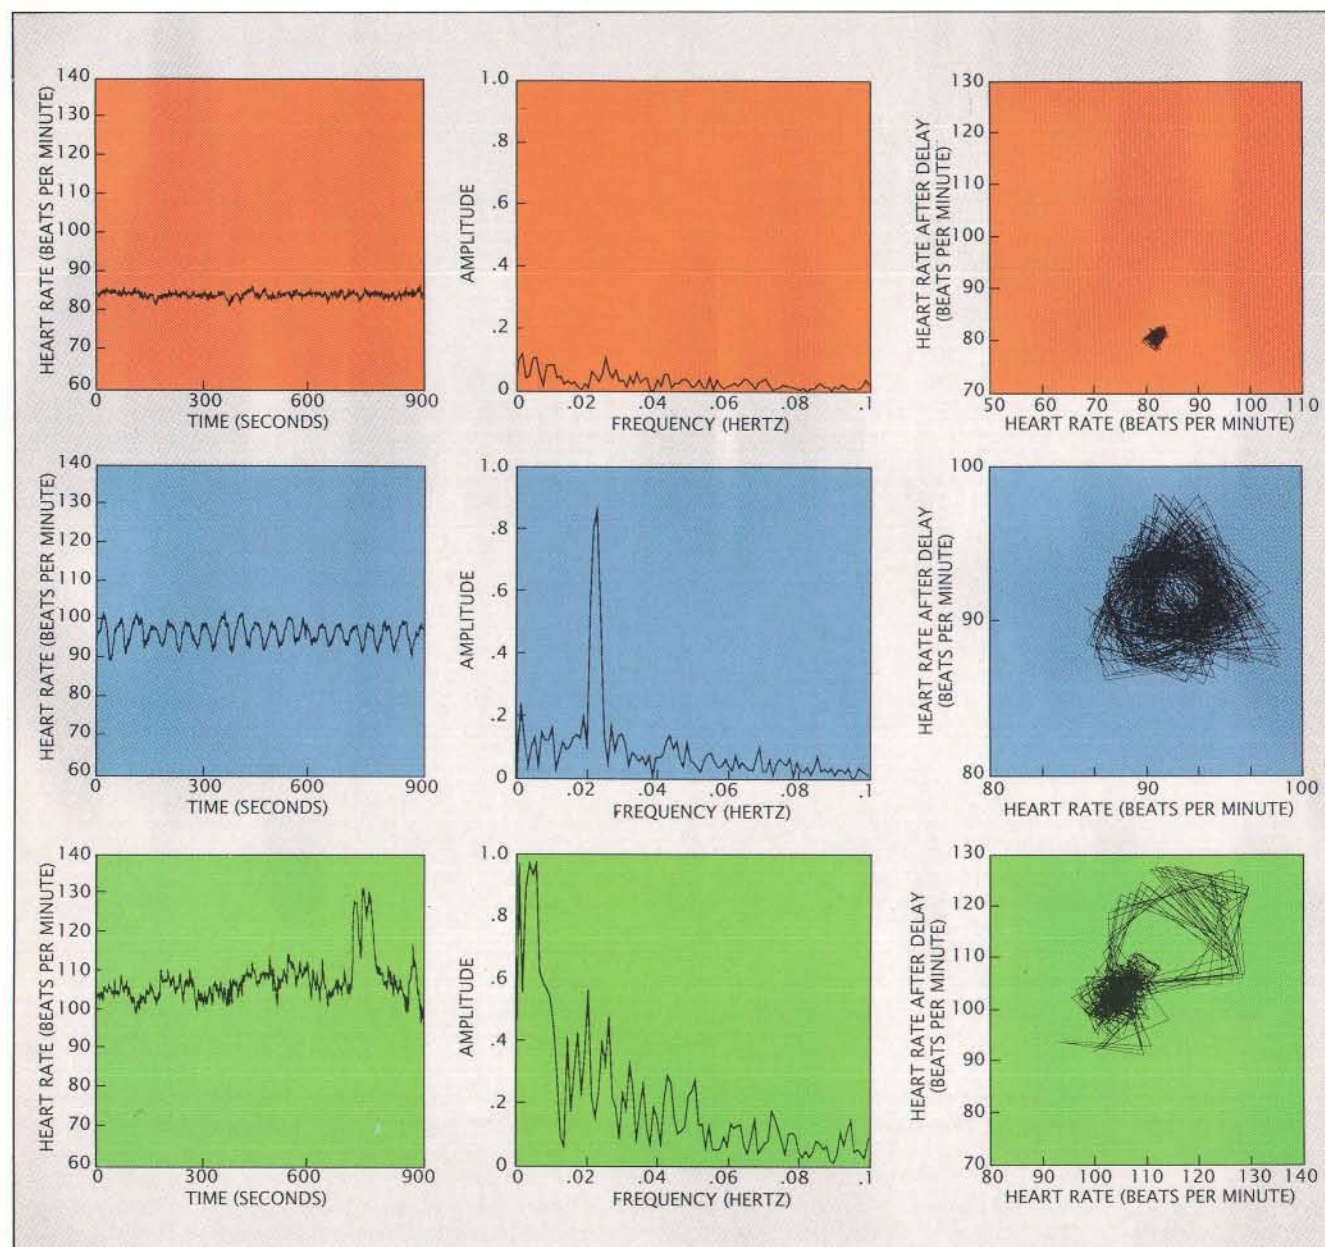 140
130
120
110
100
90
80
70
60
HEART RATE (BEATS PER MINUTE)
0 300 600 900
TIME (SECONDS)
1.0
.8
.6
.4
.2
0
AMPLITUDE
0 .02 .04 .06 .08 .1
FREQUENCY (HERTZ)
130
120
110
100
90
80
70
HEART RATE AFTER DELAY
(BEATS PER MINUTE)
50 60 70 80 90 100 110
HEART RATE (BEATS PER MINUTE)
140
130
120
110
100
90
80
70
60
HEART RATE (BEATS PER MINUTE)
0 300 600 900
TIME (SECONDS)
1.0
.8
.6
.4
.2
0
AMPLITUDE
0 .02 .04 .06 .08 .1
FREQUENCY (HERTZ)
100
90
80
HEART RATE AFTER DELAY
(BEATS PER MINUTE)
80 90 100
HEART RATE (BEATS PER MINUTE)
140
130
120
110
100
90
80
70
60
HEART RATE (BEATS PER MINUTE)
0 300 600 900
TIME (SECONDS)
1.0
.8
.6
.4
.2
0
AMPLITUDE
0 .02 .04 .06 .08 .1
FREQUENCY (HERTZ)
130
120
110
100
90
80
70
HEART RATE AFTER DELAY
(BEATS PER MINUTE)
80 90 100 110 120 130 140
HEART RATE (BEATS PER MINUTE)